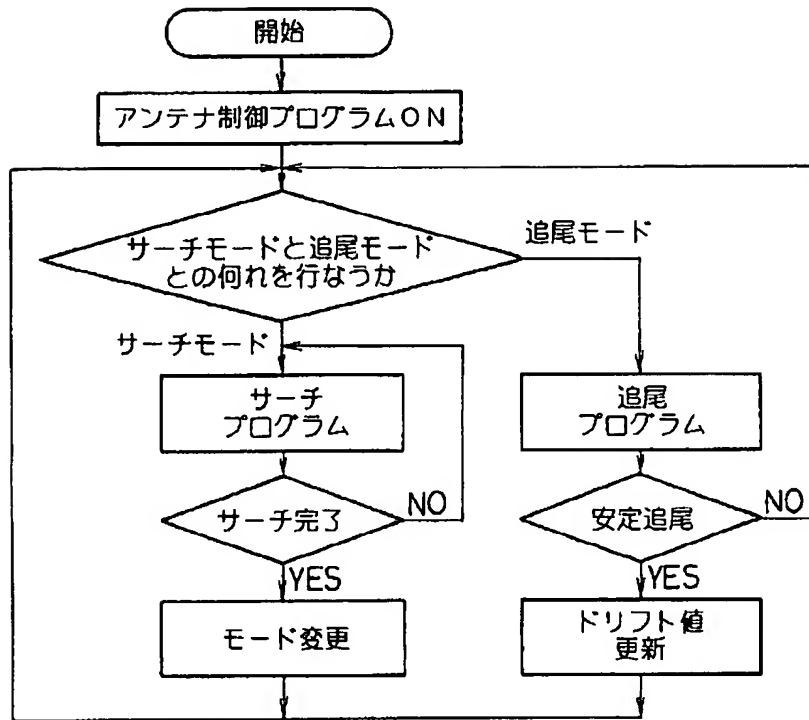 開始
アンテナ制御プログラムON
サーチモードと追尾モード
との何れを行なうか
追尾モード
サーチモード
サーチ
プログラム
追尾
プログラム
サーチ完了
NO
安定追尾
NO
YES
YES
モード変更
ドリフト値
更新